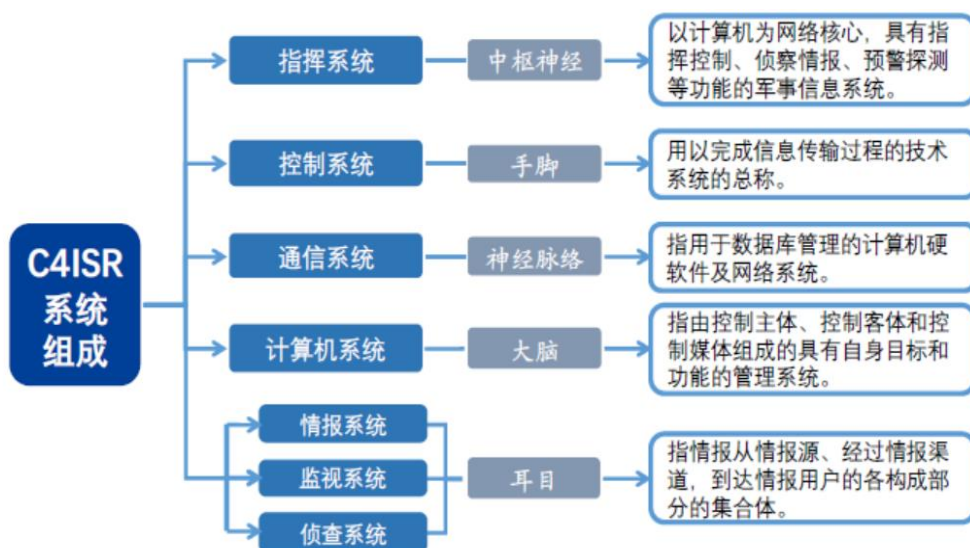 C4ISR
系统
组成
指挥系统
中枢神经
以计算机为网络核心，具有指
挥控制、侦察情报、预警探测
等功能的军事信息系统。
控制系统
手脚
用以完成信息传输过程的技术
系统的总称。
通信系统
神经脉络
指用于数据库管理的计算机硬
软件及网络系统。
计算机系统
大脑
指由控制主体、控制客体和控
制媒体组成的具有自身目标和
功能的管理系统。
情报系统
监视系统
侦查系统
耳目
指情报从情报源、经过情报渠
道，到达情报用户的各构成部
分的集合体。